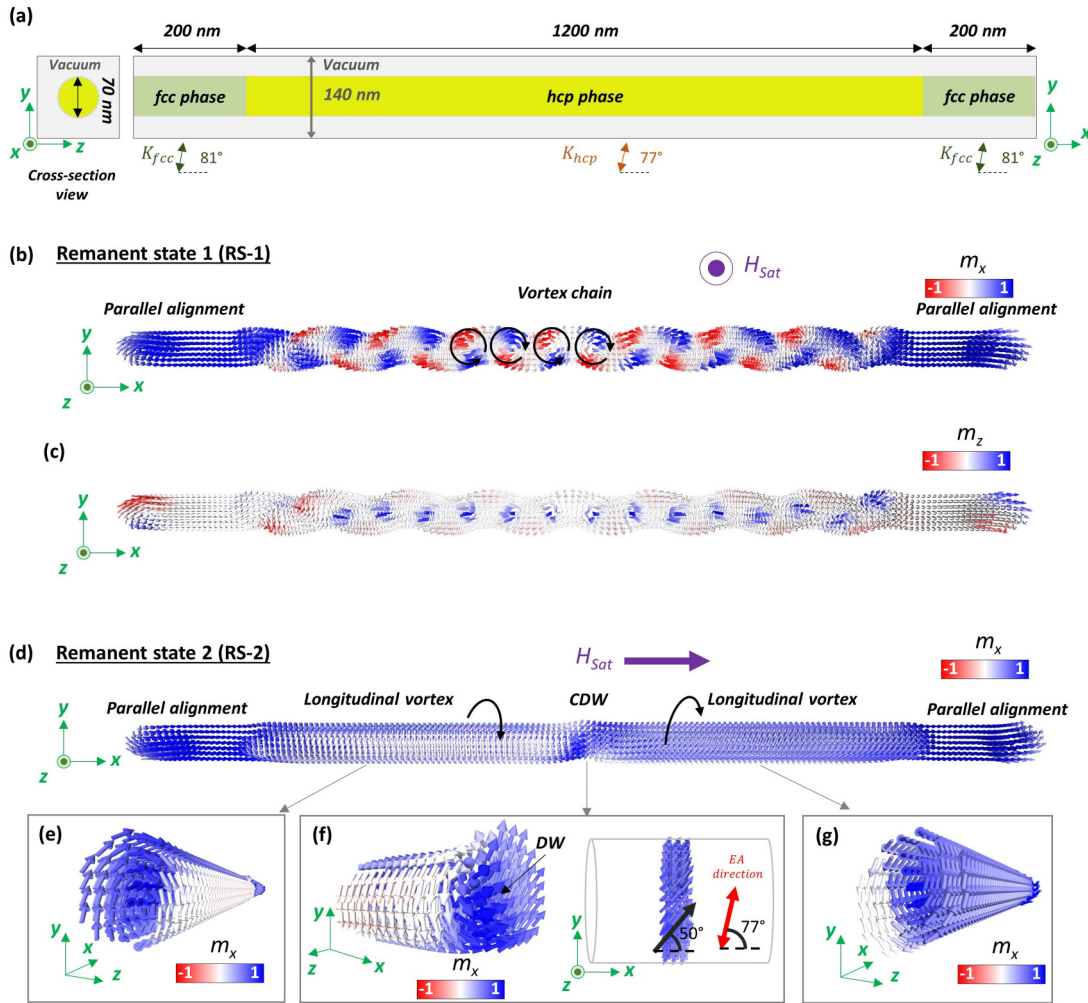 (a)
200 nm
1200 nm
200 nm
Vacuum
70 nm
y
x
z
Cross-section
view
Vacuum
140 nm
fcc phase
hcp phase
fcc phase
y
z
x
K_fcc
81°
K_hcp
77°
K_fcc
81°
(b)
Remanent state 1 (RS-1)
H_Sat
m_x
-1
1
Parallel alignment
Vortex chain
Parallel alignment
y
z
x
(c)
m_z
-1
1
y
z
x
(d)
Remanent state 2 (RS-2)
H_Sat
m_x
-1
1
Parallel alignment
Longitudinal vortex
CDW
Longitudinal vortex
Parallel alignment
y
z
x
(e)
y
x
z
m_x
-1
1
(f)
DW
y
z
x
m_x
-1
1
EA
direction
50°
77°
y
z
x
(g)
y
x
z
m_x
-1
1